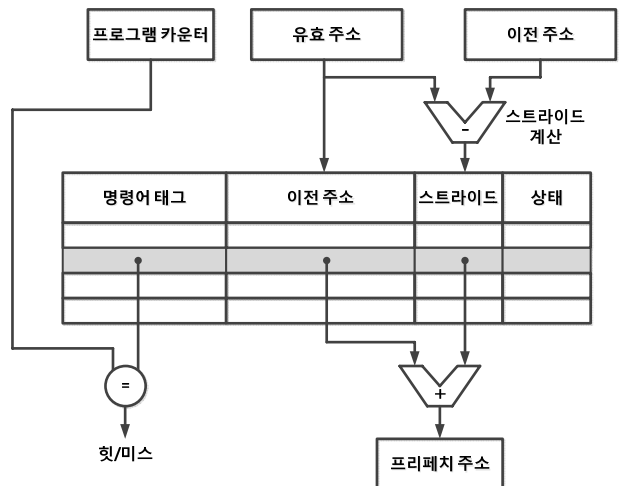 프로그램 카운터
유효 주소
이전 주소
-
스트라이드
계산
명령어 태그
이전 주소
스트라이드
상태
=
+
힛/미스
프리페치 주소